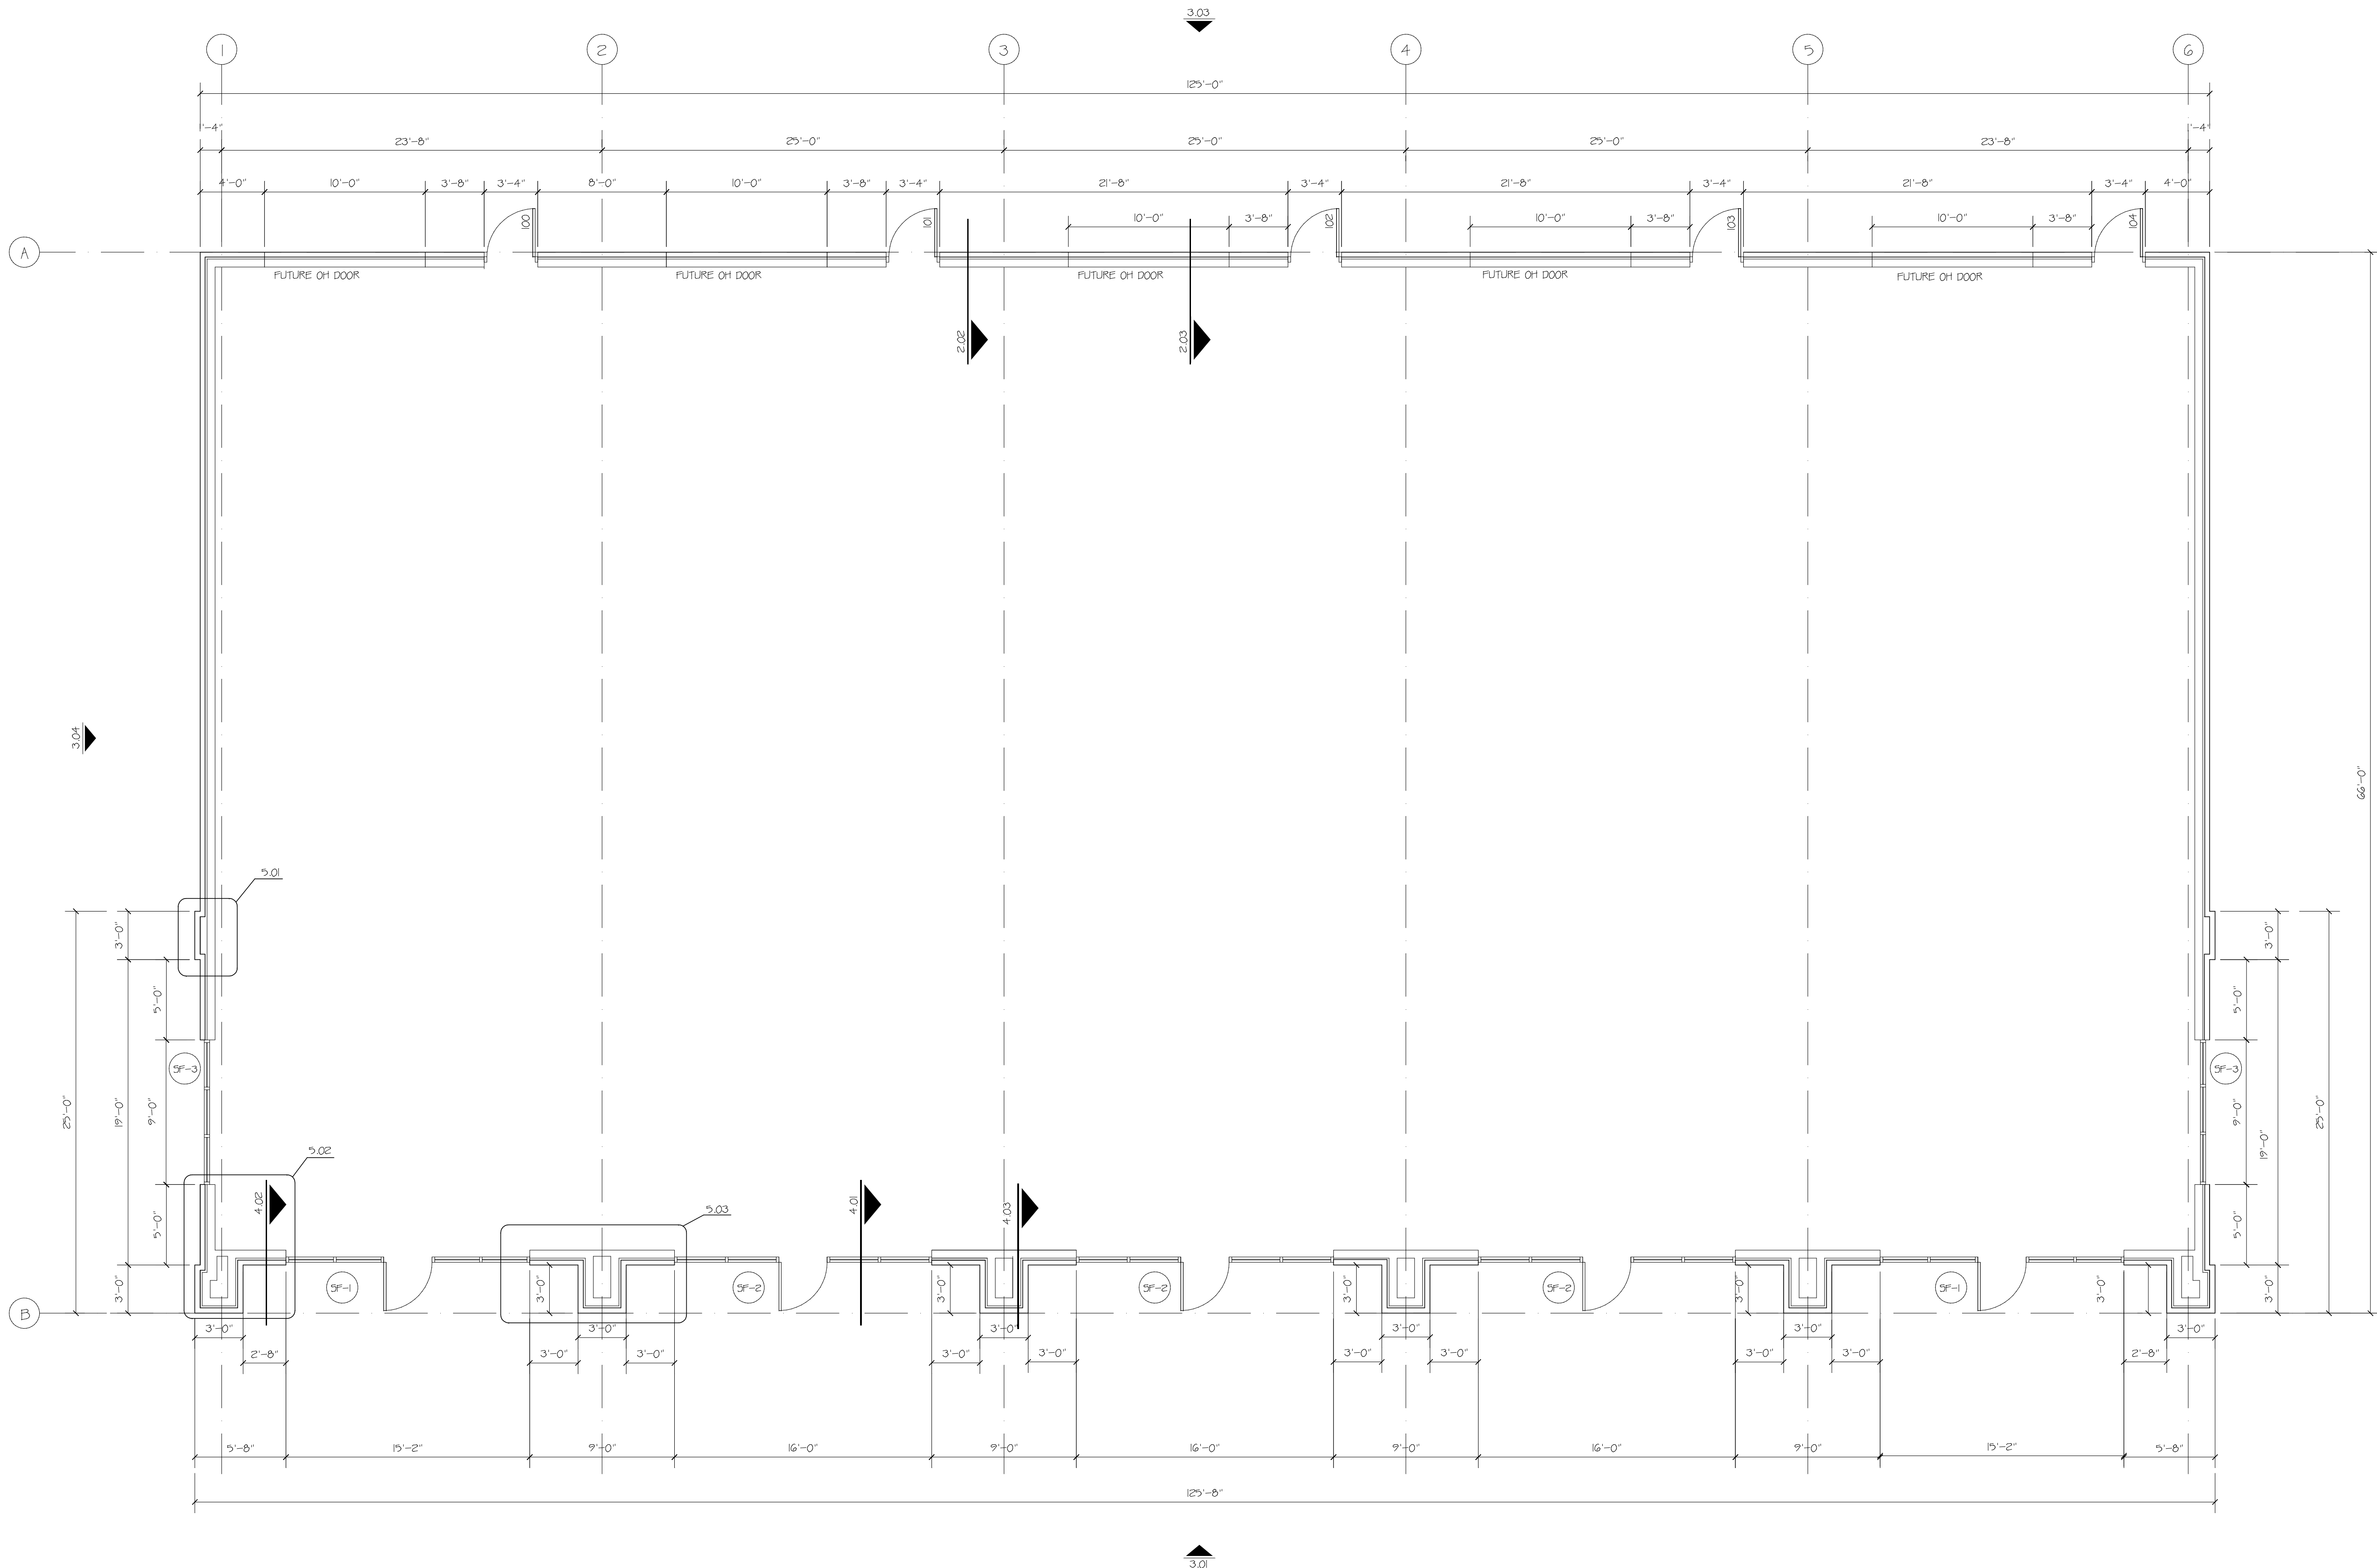 3.03
1 2 3 4 5 6
125'-0"
1'-4" 23'-8" 25'-0" 25'-0" 25'-0" 23'-8" 1'-4"
4'-0" 10'-0" 3'-8" 3'-4" 8'-0" 10'-0" 3'-8" 3'-4" 21'-8" 3'-4" 21'-8" 3'-4" 21'-8" 3'-4" 4'-0"
10'-0" 3'-8" 10'-0" 3'-8" 10'-0" 3'-8"
100 101 102 103 104
A
FUTURE OH DOOR FUTURE OH DOOR FUTURE OH DOOR FUTURE OH DOOR FUTURE OH DOOR
2.02 2.03
3.04
66'-0"
5.01
3'-0" 3'-0"
5'-0" 5'-0"
SF-3 SF-3
25'-0" 19'-0" 9'-0" 9'-0" 19'-0" 25'-0"
5.02
4.02 4.01 4.03
5.03
5'-0" 5'-0"
3'-0" SF-1 3'-0" SF-2 3'-0" SF-2 3'-0" SF-2 3'-0" SF-1 3'-0" 3'-0"
B
3'-0" 3'-0" 3'-0" 3'-0" 3'-0" 3'-0"
2'-8" 3'-0" 3'-0" 3'-0" 3'-0" 3'-0" 3'-0" 3'-0" 3'-0" 2'-8"
5'-8" 15'-2" 9'-0" 16'-0" 9'-0" 16'-0" 9'-0" 16'-0" 9'-0" 15'-2" 5'-8"
125'-8"
3.01